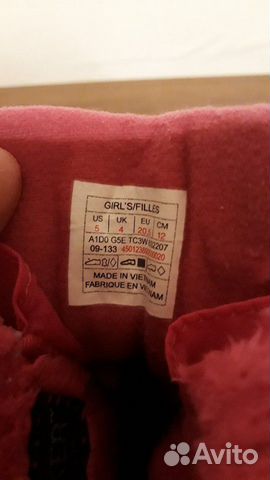 GIRL'S/FILLES
US UK EU CM
5 4 20,5 12
A1D0 G5E TC3W
09-133
MADE IN VIETNAM
FABRIQUE EN VIETNAM
Avito